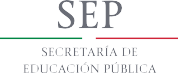 SEP
SECRETARÍA DE
EDUCACIÓN PÚBLICA